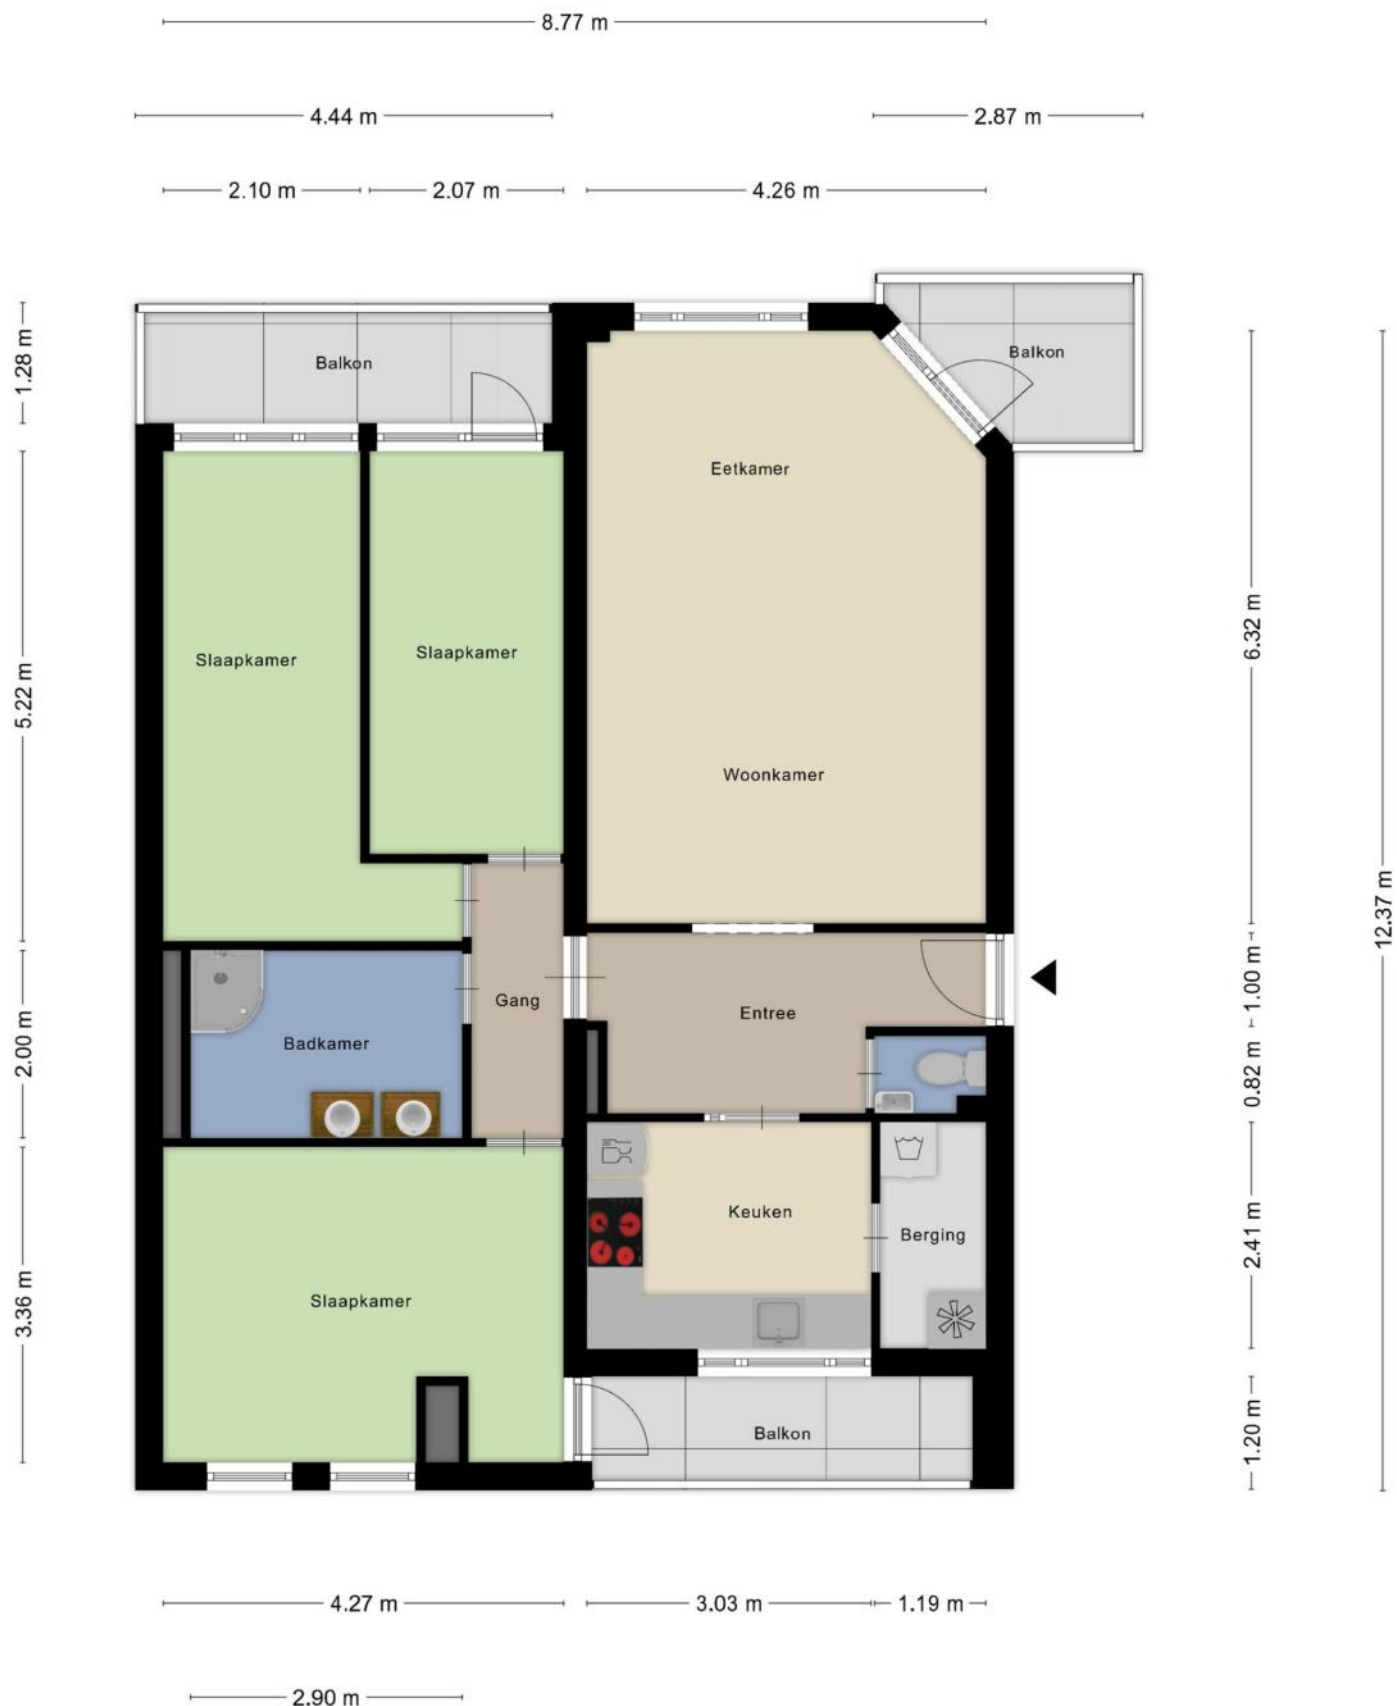 8.77 m
4.44 m
2.87 m
2.10 m
2.07 m
4.26 m
1.28 m
Balkon
Balkon
Eetkamer
6.32 m
Slaapkamer
Slaapkamer
5.22 m
Woonkamer
12.37 m
1.00 m
Gang
Entree
2.00 m
Badkamer
0.82 m
Keuken
Berging
2.41 m
3.36 m
Slaapkamer
Balkon
1.20 m
4.27 m
3.03 m
1.19 m
2.90 m